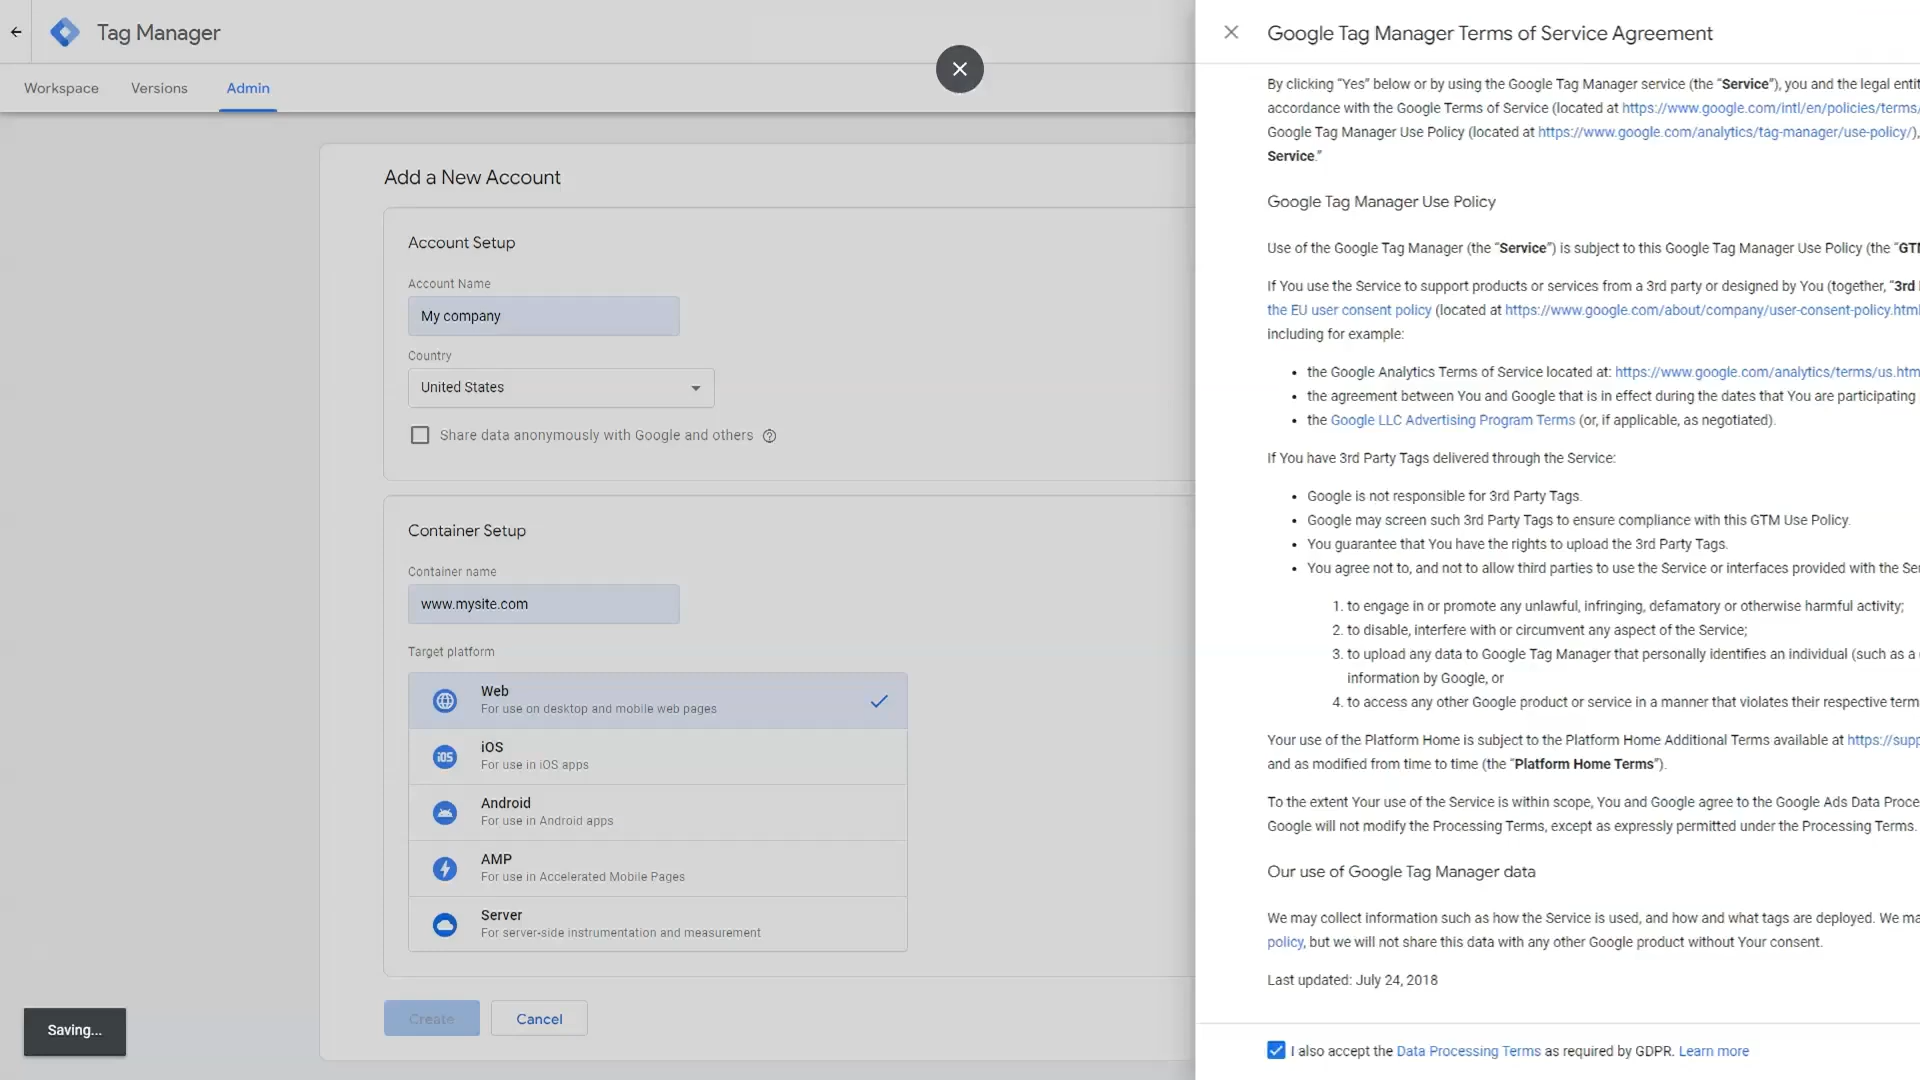 Tag Manager
Workspace
Versions
Admin
Add a New Account
Account Setup
Account Name
My company
Country
United States
Share data anonymously with Google and others
Container Setup
Container name
www.mysite.com
Target platform
Web
For use on desktop and mobile web pages
iOS
iOS
For use in iOS apps
Android
For use in Android apps
AMP
For use in Accelerated Mobile Pages
Server
For server-side instrumentation and measurement
Create
Cancel
Saving...
Google Tag Manager Terms of Service Agreement
By clicking “Yes” below or by using the Google Tag Manager service (the “Service”), you and the legal
accordance with the Google Terms of Service (located at https://www.google.com/intl/en/policies/terms/
Google Tag Manager Use Policy (located at https://www.google.com/analytics/tag-manager/use-policy/),
Service.”
Google Tag Manager Use Policy
Use of the Google Tag Manager (the “Service”) is subject to this Google Tag Manager Use Policy (the “GTM
If You use the Service to support products or services from a 3rd party or designed by You (together, “3rd
the EU user consent policy (located at https://www.google.com/about/company/user-consent-policy.html
including for example:
• the Google Analytics Terms of Service located at: https://www.google.com/analytics/terms/us.htm
• the agreement between You and Google that is in effect during the dates that You are participating
• the Google LLC Advertising Program Terms (or, if applicable, as negotiated).
If You have 3rd Party Tags delivered through the Service:
• Google is not responsible for 3rd Party Tags.
• Google may screen such 3rd Party Tags to ensure compliance with this GTM Use Policy.
• You guarantee that You have the rights to upload the 3rd Party Tags.
• You agree not to, and not to allow third parties to use the Service or interfaces provided with the
1. to engage in or promote any unlawful, infringing, defamatory or otherwise harmful activity;
2. to disable, interfere with or circumvent any aspect of the Service;
3. to upload any data to Google Tag Manager that personally identifies an individual (such as a
information by Google, or
4. to access any other Google product or service in a manner that violates their respective term
Your use of the Platform Home is subject to the Platform Home Additional Terms available at https://supp
and as modified from time to time (the “Platform Home Terms”).
To the extent Your use of the Service is within scope, You and Google agree to the Google Ads Data Proce
Google will not modify the Processing Terms, except as expressly permitted under the Processing Terms.
Our use of Google Tag Manager data
We may collect information such as how the Service is used, and how and what tags are deployed. We ma
policy, but we will not share this data with any other Google product without Your consent.
Last updated: July 24, 2018
I also accept the Data Processing Terms as required by GDPR. Learn more